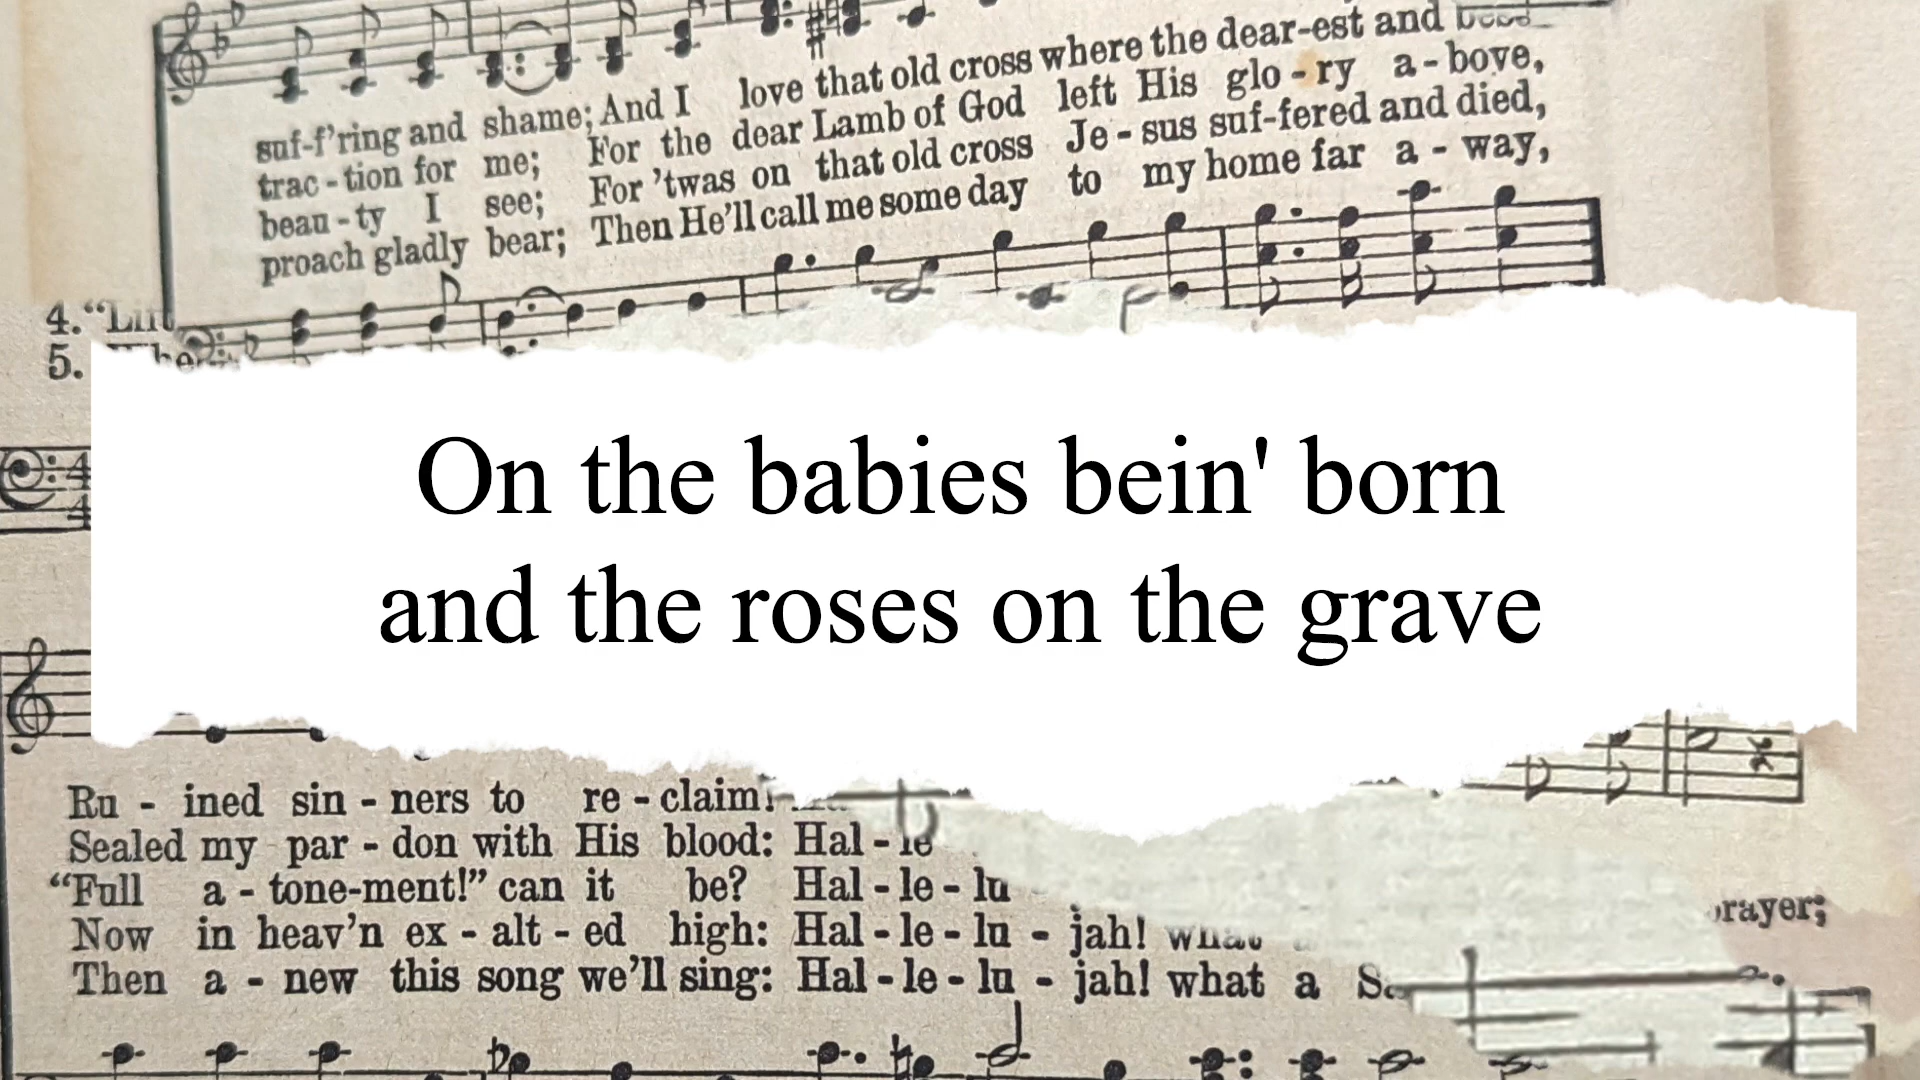 suf-f'ring and shame; And I love that old cross where the dear-est and
trac-tion for me; For the dear Lamb of God left His glo-ry a-bove,
beau-ty I see; For 'twas on that old cross Je-sus suf-fered and died,
proach gladly bear; Then He'll call me some day to my home far a-way,
4. "
5.
On the babies bein' born
and the roses on the grave
Ru - ined sin - ners to re - claim!
Sealed my par - don with His blood: Hal - le
"Full a - tone-ment!" can it be? Hal - le - lu
Now in heav'n ex - alt - ed high: Hal - le - lu - jah! what
Then a - new this song we'll sing: Hal - le - lu - jah! what a